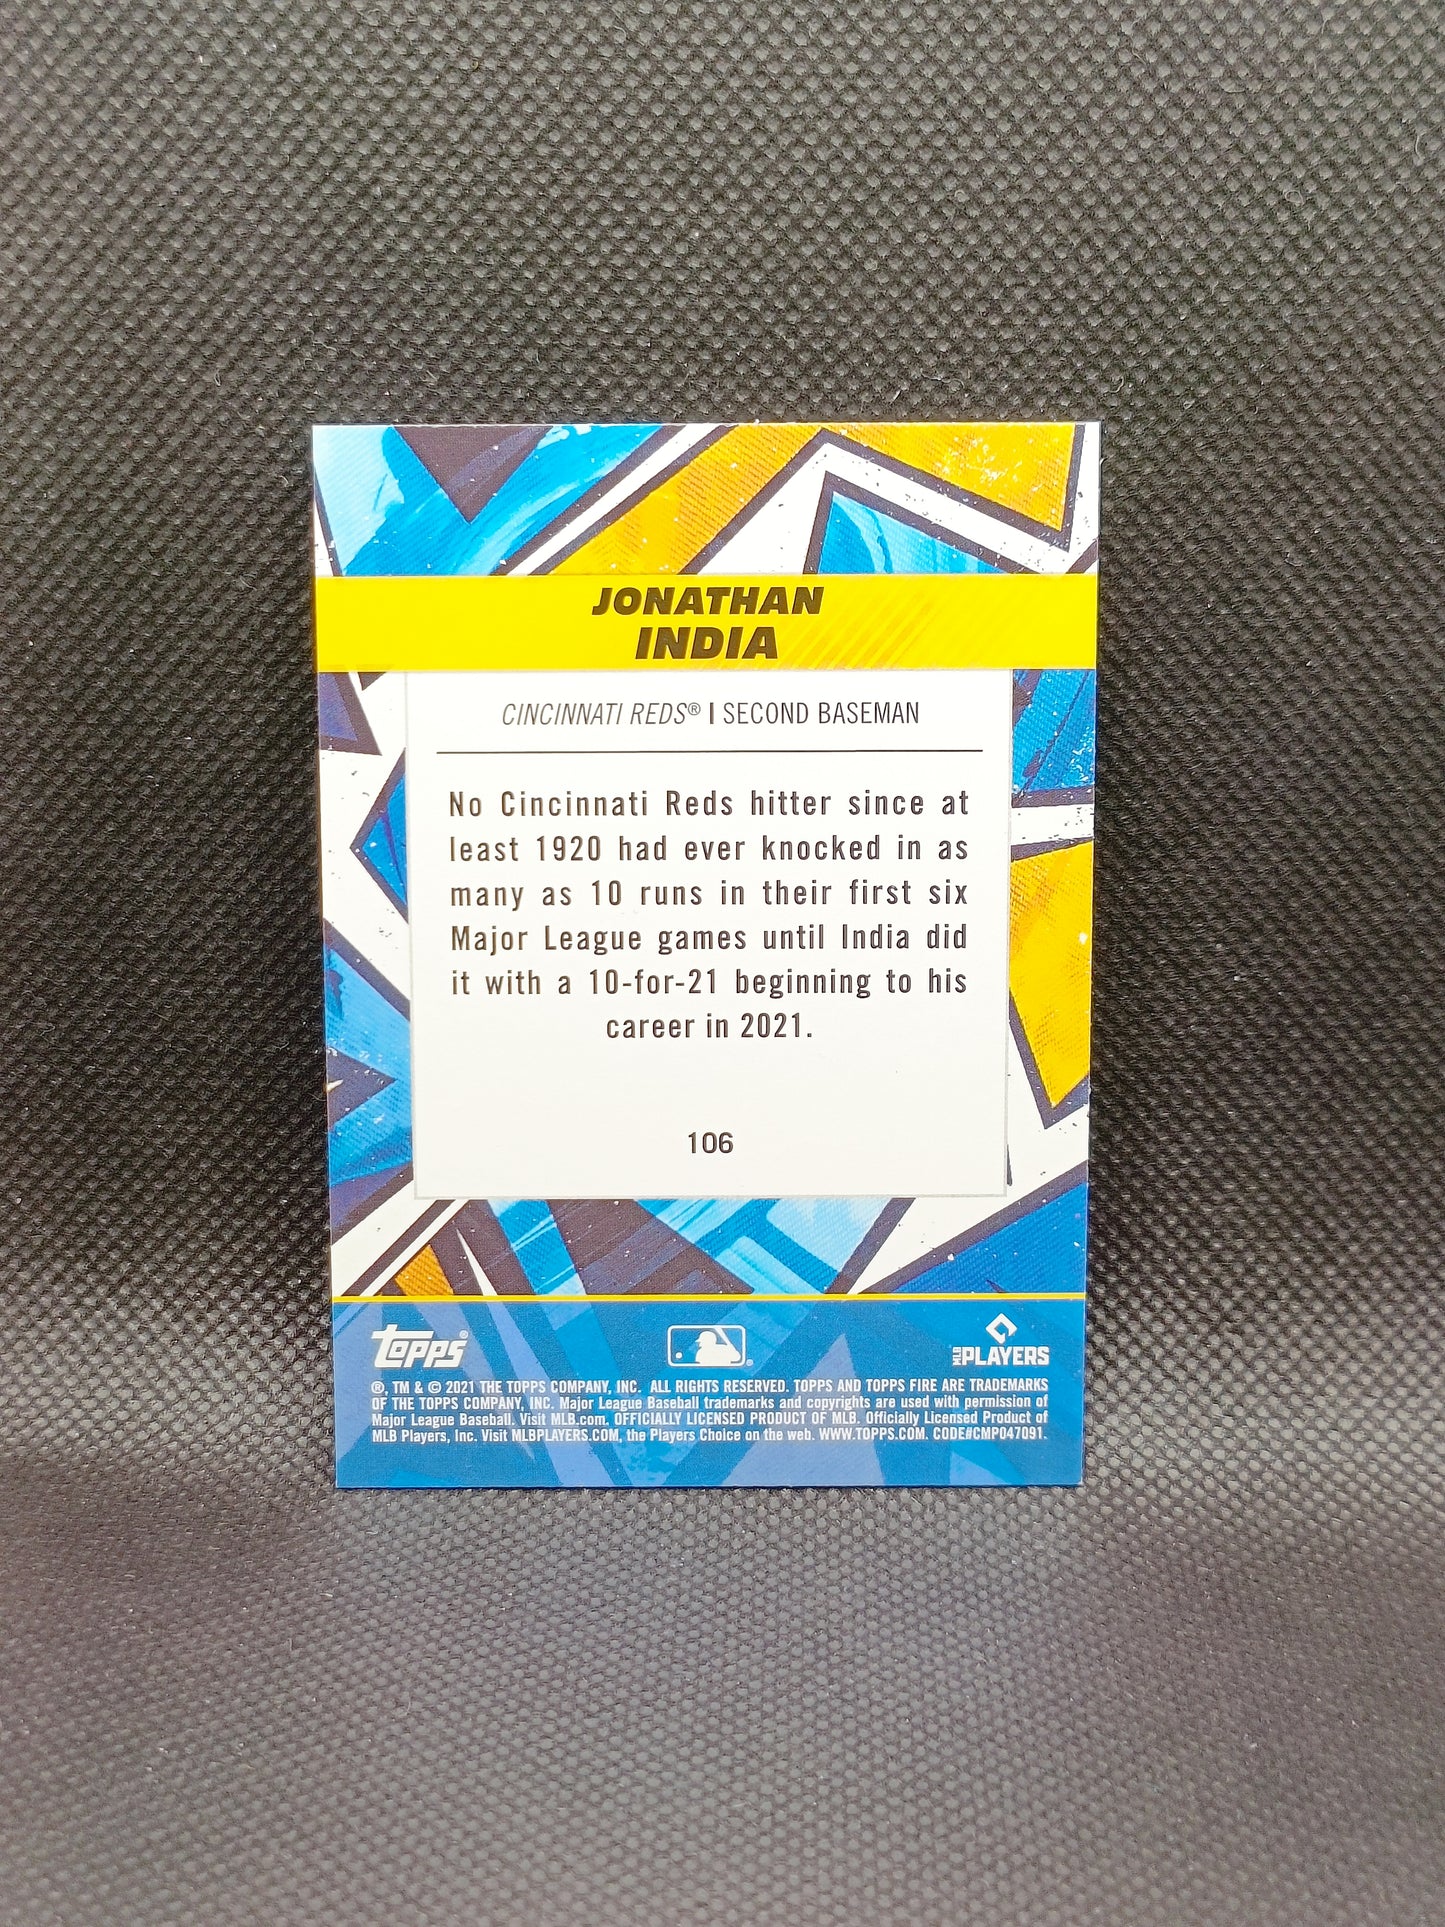 JONATHAN
INDIA
CINCINNATI REDS® | SECOND BASEMAN
No Cincinnati Reds hitter since at
least 1920 had ever knocked in as
many as 10 runs in their first six
Major League games until India did
it with a 10-for-21 beginning to his
career in 2021.
106
topps®
MLB PLAYERS
®, TM & © 2021 THE TOPPS COMPANY, INC. ALL RIGHTS RESERVED. TOPPS AND TOPPS FIRE ARE TRADEMARKS
OF THE TOPPS COMPANY, INC. Major League Baseball trademarks and copyrights are used with permission of
Major League Baseball. Visit MLB.com. OFFICIALLY LICENSED PRODUCT OF MLB. Officially Licensed Product of
MLB Players, Inc. Visit MLBPLAYERS.COM, the Players Choice on the web. WWW.TOPPS.COM. CODE#CMP047091.